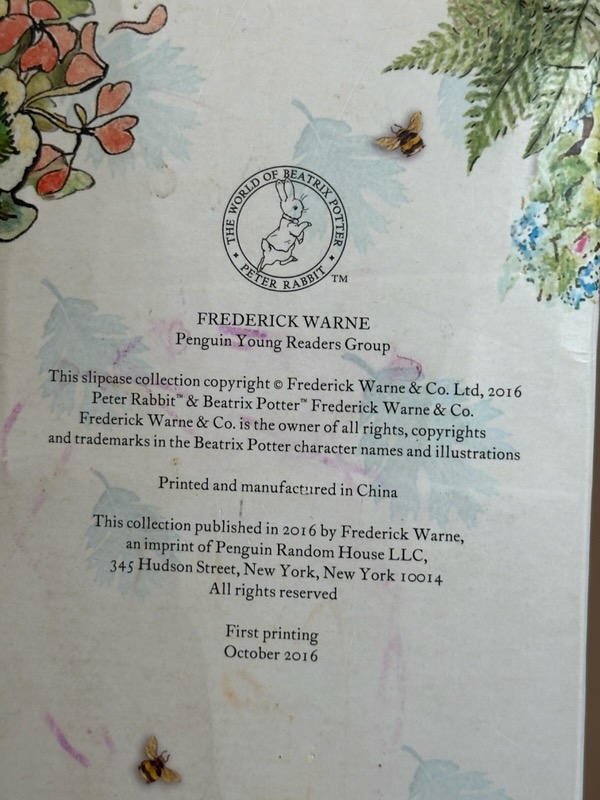 THE WORLD OF BEATRIX POTTER
PETER RABBIT
TM
FREDERICK WARNE
Penguin Young Readers Group
This slipcase collection copyright © Frederick Warne & Co. Ltd, 2016
Peter Rabbit™ & Beatrix Potter™ Frederick Warne & Co.
Frederick Warne & Co. is the owner of all rights, copyrights
and trademarks in the Beatrix Potter character names and illustrations
Printed and manufactured in China
This collection published in 2016 by Frederick Warne,
an imprint of Penguin Random House LLC,
345 Hudson Street, New York, New York 10014
All rights reserved
First printing
October 2016